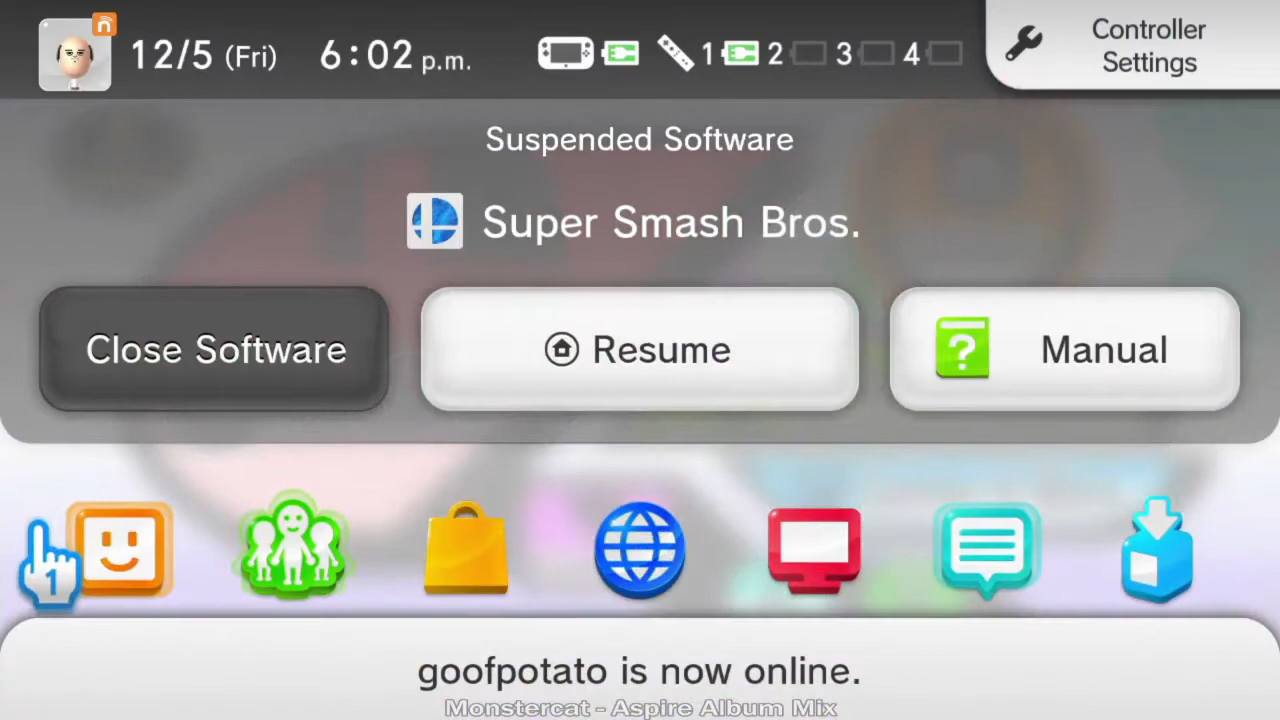 12/5 (Fri) 6:02 p.m. 1 2 3 4
Controller
Settings
Suspended Software
Super Smash Bros.
Close Software
Resume
? Manual
1
goofpotato is now online.
Monstercat - Aspire Album Mix